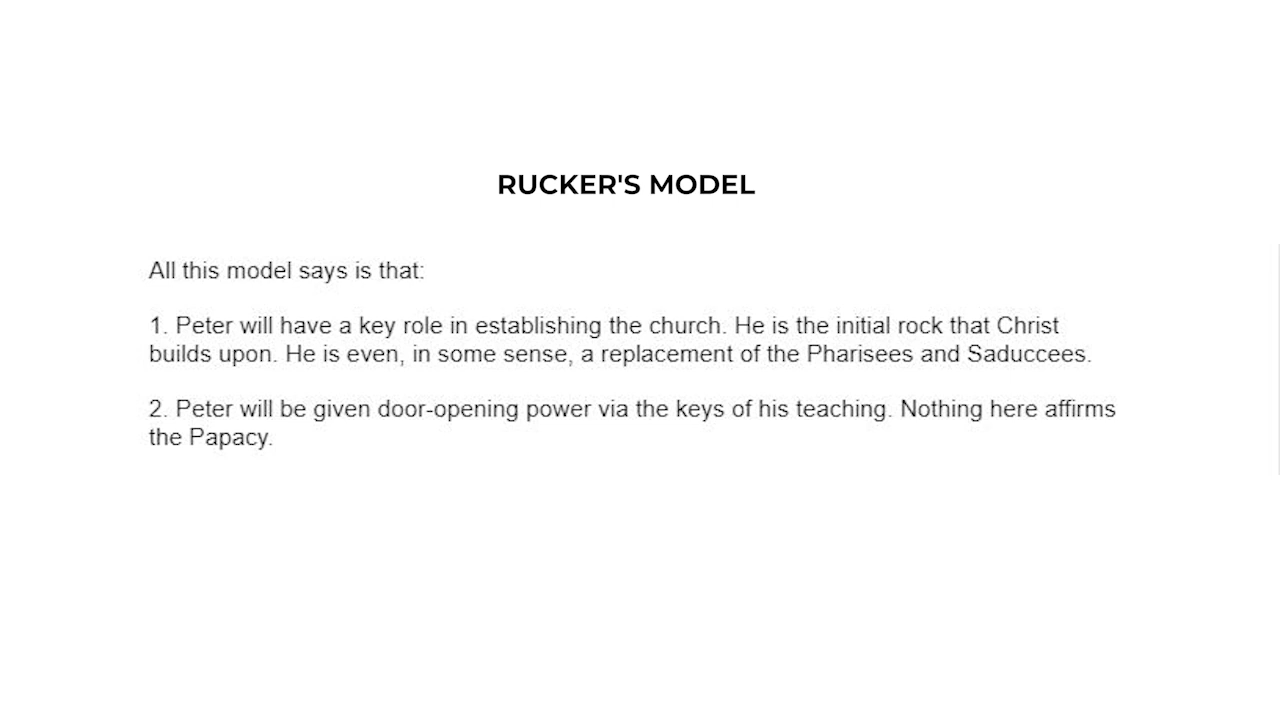 RUCKER'S MODEL
All this model says is that:
1. Peter will have a key role in establishing the church. He is the initial rock that Christ
builds upon. He is even, in some sense, a replacement of the Pharisees and Saduccees.
2. Peter will be given door-opening power via the keys of his teaching. Nothing here affirms
the Papacy.